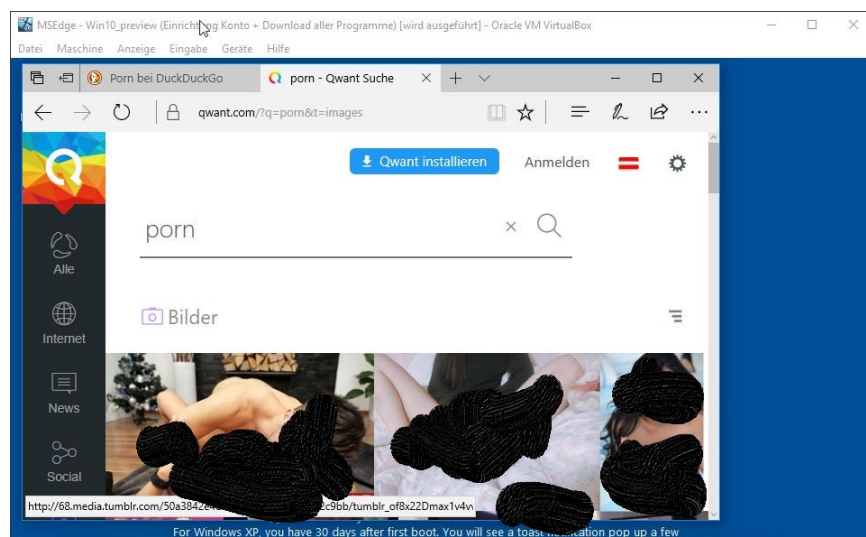 MSEdge - Win10_preview (Einrichtung Konto + Download aller Programme) [wird ausgeführt] - Oracle VM VirtualBox
Datei Maschine Anzeige Eingabe Geräte Hilfe
Porn bei DuckDuckGo
porn - Qwant Suche
qwant.com/?q=porn&t=images
Qwant installieren
Anmelden
porn
Alle
Bilder
Internet
News
Social
http://68.media.tumblr.com/50a3842e4
2c9bb/tumblr_of8x22Dmax1v4v
For Windows XP, you have 30 days after first boot. You will see a toast notification pop up a few